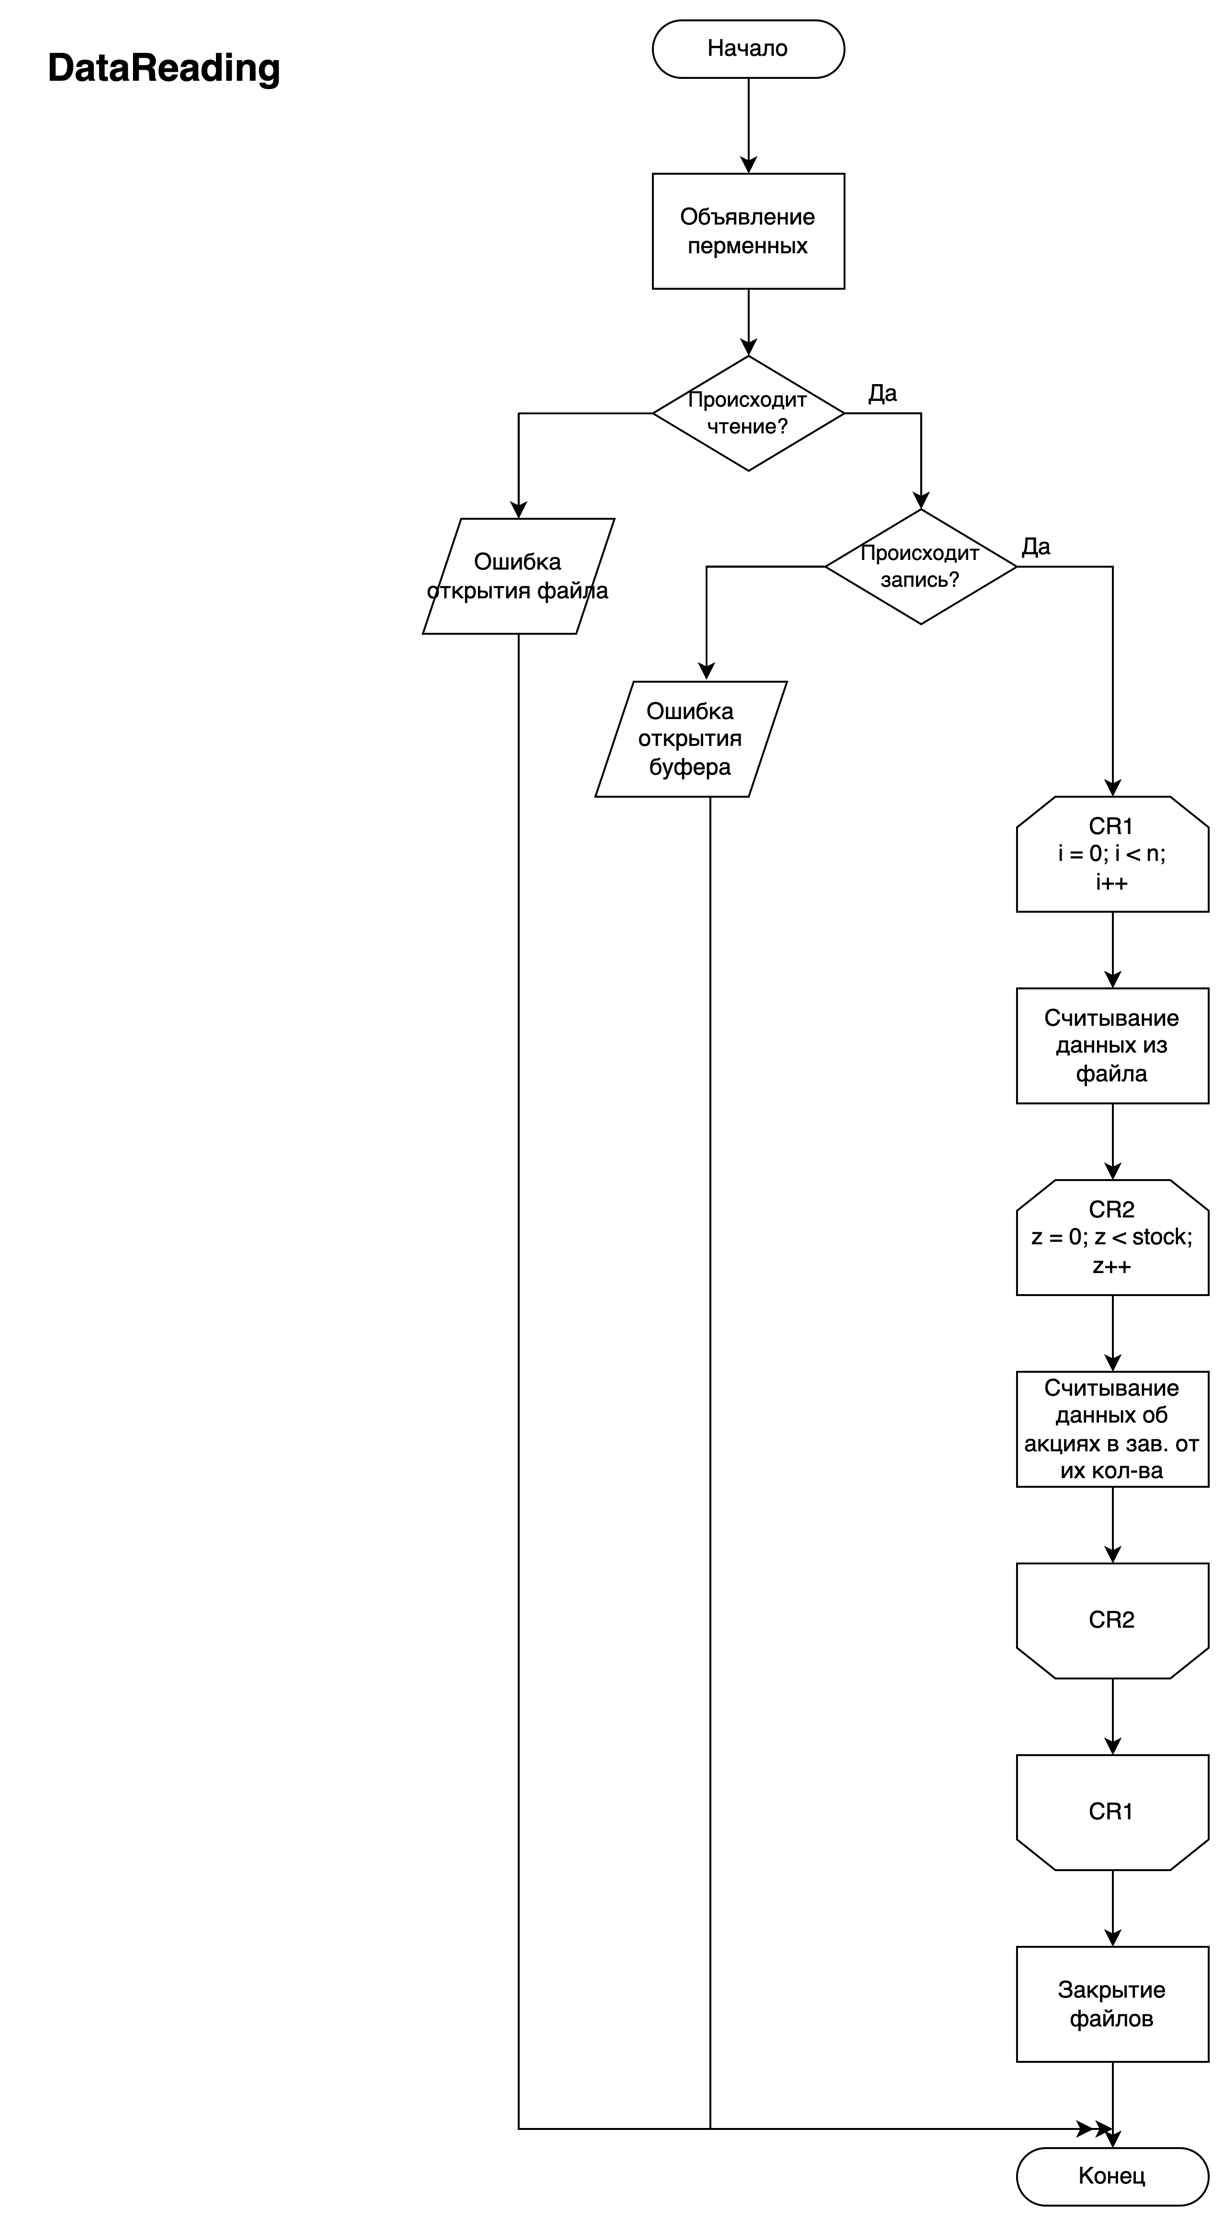 DataReading
Начало
Объявление
перменных
Происходит
чтение?
Да
Происходит
запись?
Да
Ошибка
открытия файла
Ошибка
открытия
буфера
CR1
i = 0; i < n;
i++
Считывание
данных из
файла
CR2
z = 0; z < stock;
z++
Считывание
данных об
акциях в зав. от
их кол-ва
CR2
CR1
Закрытие
файлов
Конец